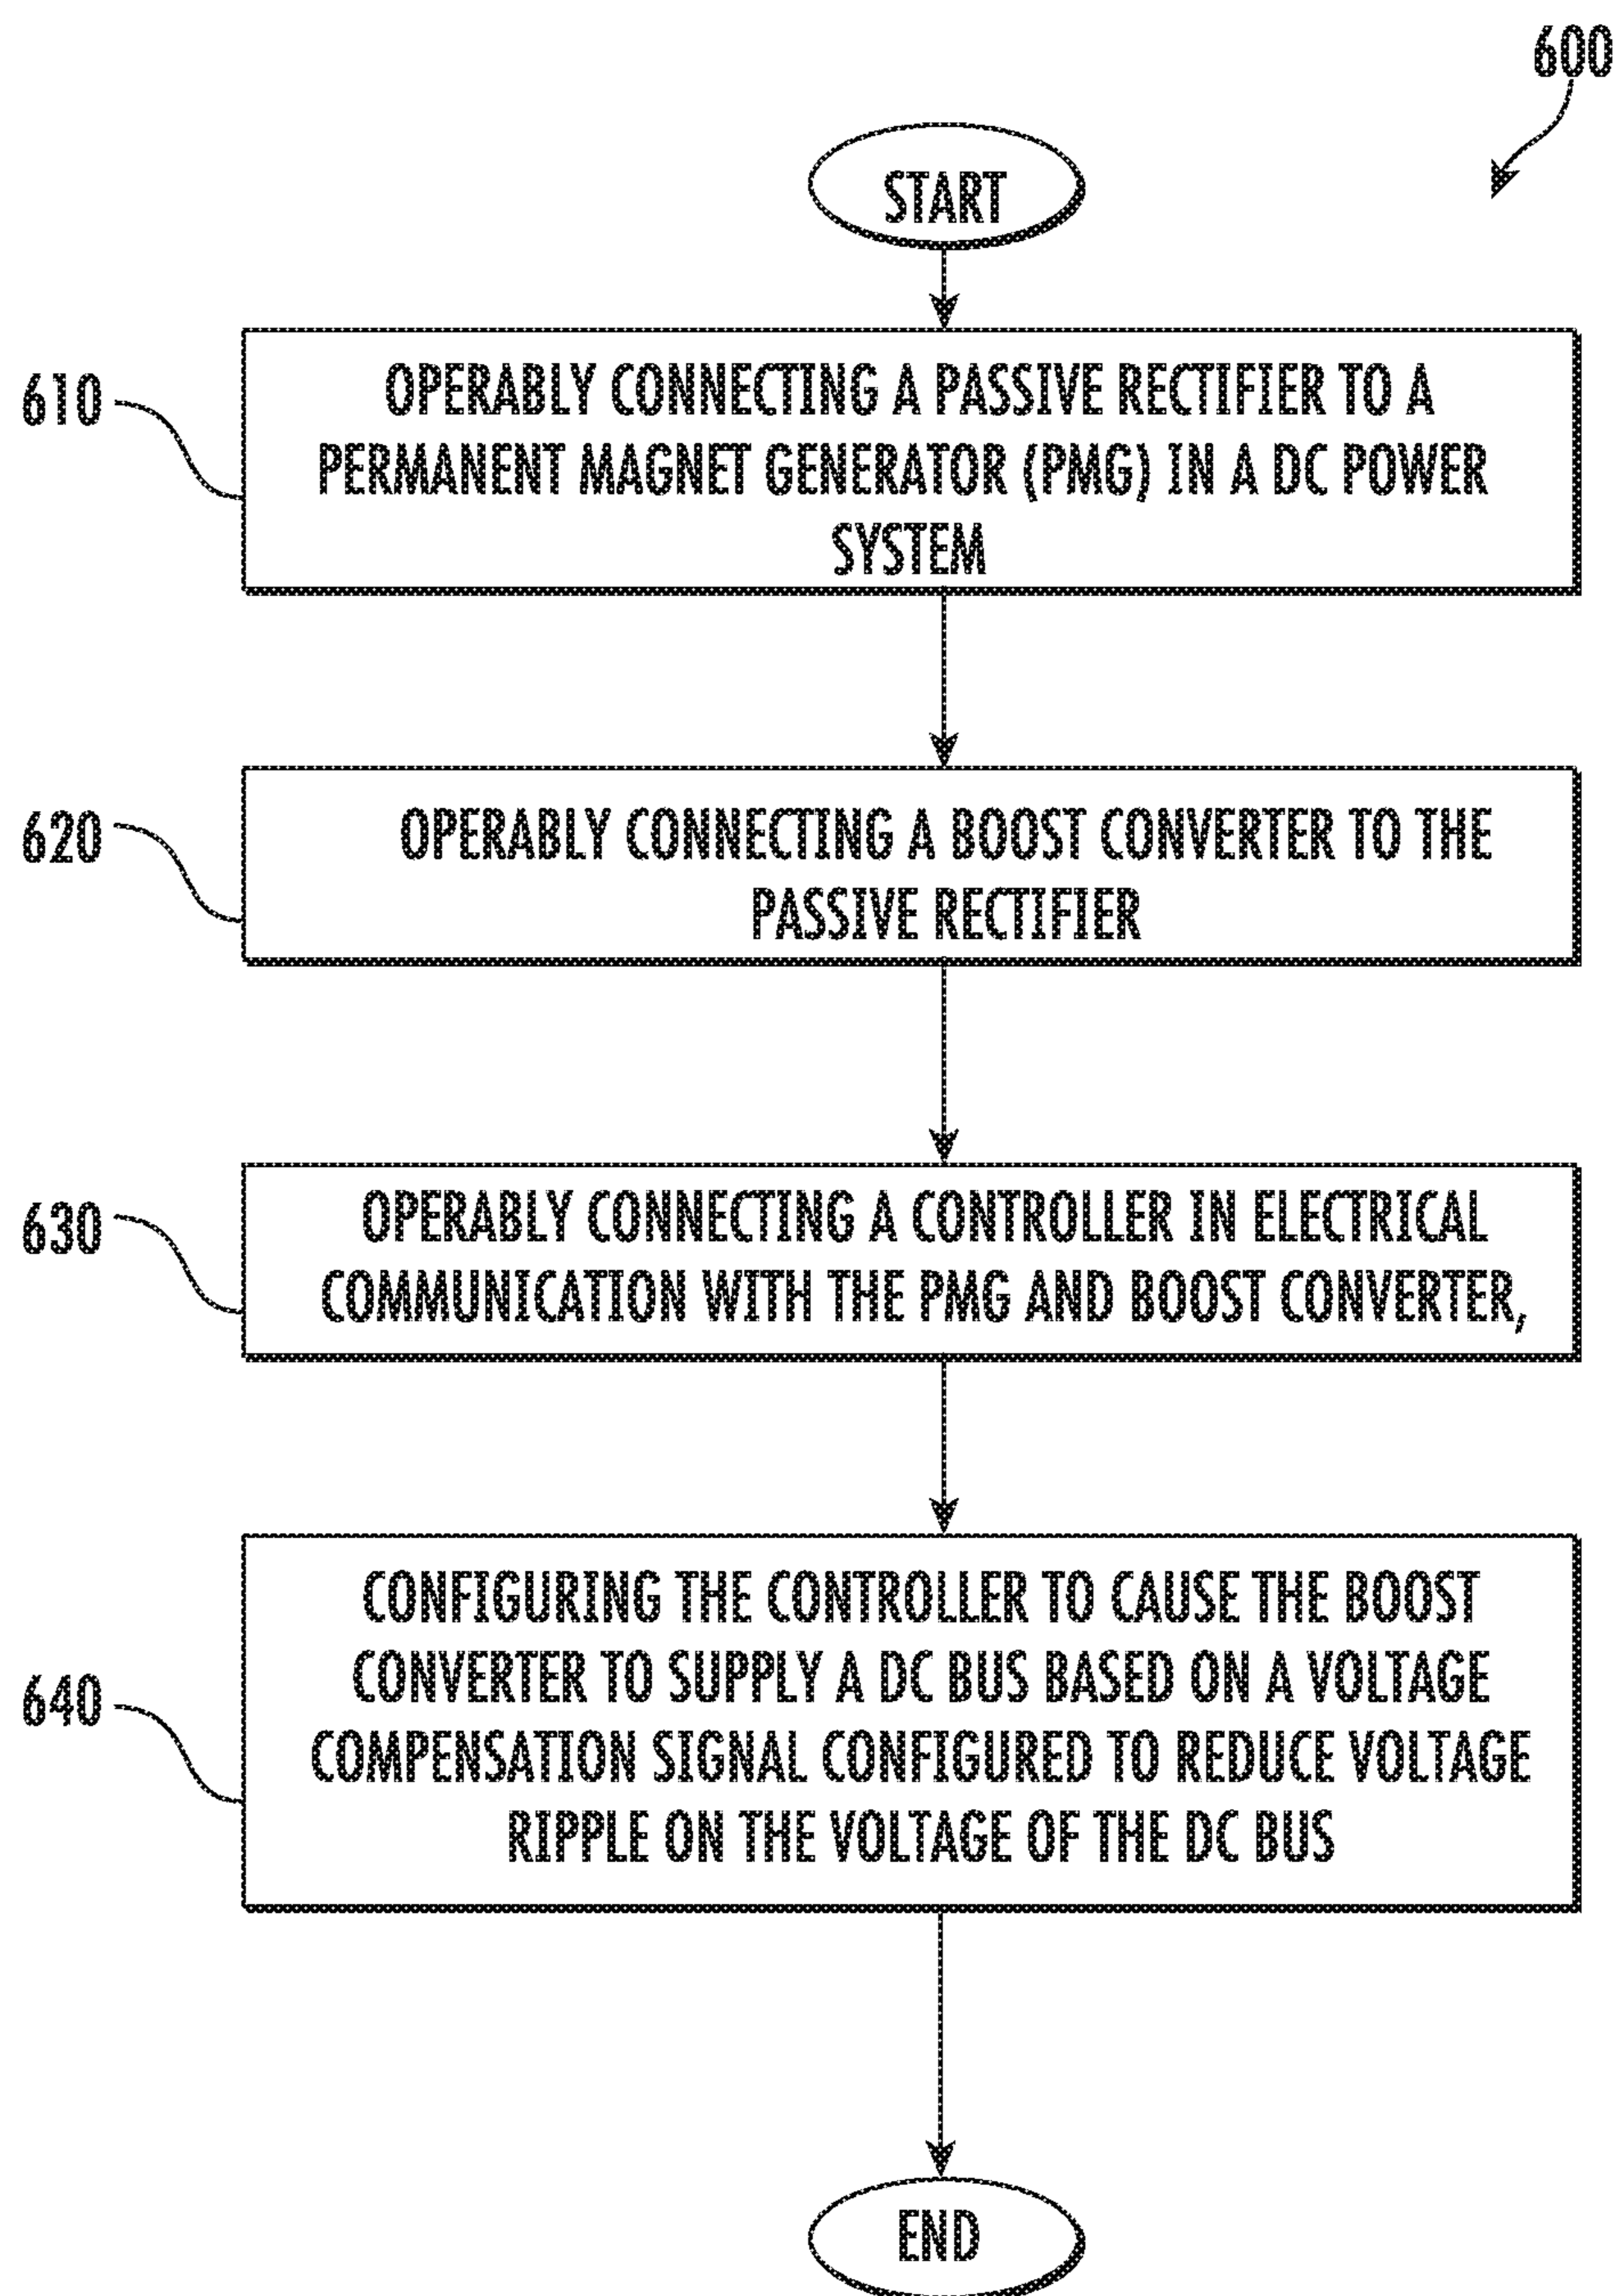 600
START
610
OPERABLY CONNECTING A PASSIVE RECTIFIER TO A
PERMANENT MAGNET GENERATOR (PMG) IN A DC POWER
SYSTEM
620
OPERABLY CONNECTING A BOOST CONVERTER TO THE
PASSIVE RECTIFIER
630
OPERABLY CONNECTING A CONTROLLER IN ELECTRICAL
COMMUNICATION WITH THE PMG AND BOOST CONVERTER,
640
CONFIGURING THE CONTROLLER TO CAUSE THE BOOST
CONVERTER TO SUPPLY A DC BUS BASED ON A VOLTAGE
COMPENSATION SIGNAL CONFIGURED TO REDUCE VOLTAGE
RIPPLE ON THE VOLTAGE OF THE DC BUS
END